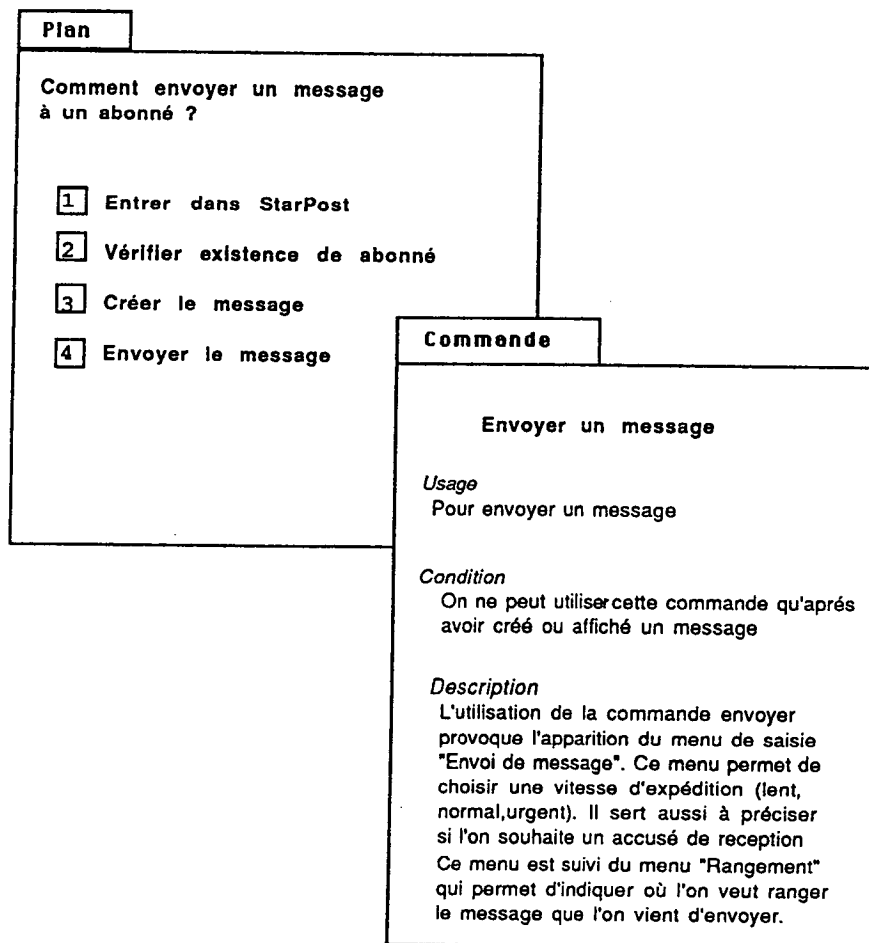 Plan
Comment envoyer un message
à un abonné ?
1 Entrer dans StarPost
2 Vérifier existence de abonné
3 Créer le message
4 Envoyer le message
Commande
Envoyer un message
Usage
Pour envoyer un message
Condition
On ne peut utiliser cette commande qu'aprés
avoir créé ou affiché un message
Description
L'utilisation de la commande envoyer
provoque l'apparition du menu de saisie
"Envoi de message". Ce menu permet de
choisir une vitesse d'expédition (lent,
normal,urgent). Il sert aussi à préciser
si l'on souhaite un accusé de reception
Ce menu est suivi du menu "Rangement"
qui permet d'indiquer où l'on veut ranger
le message que l'on vient d'envoyer.